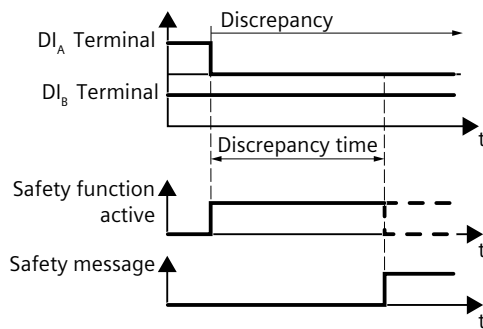 Discrepancy
DIA Terminal
DIB Terminal
t
Discrepancy time
Safety function
active
t
Safety message
t